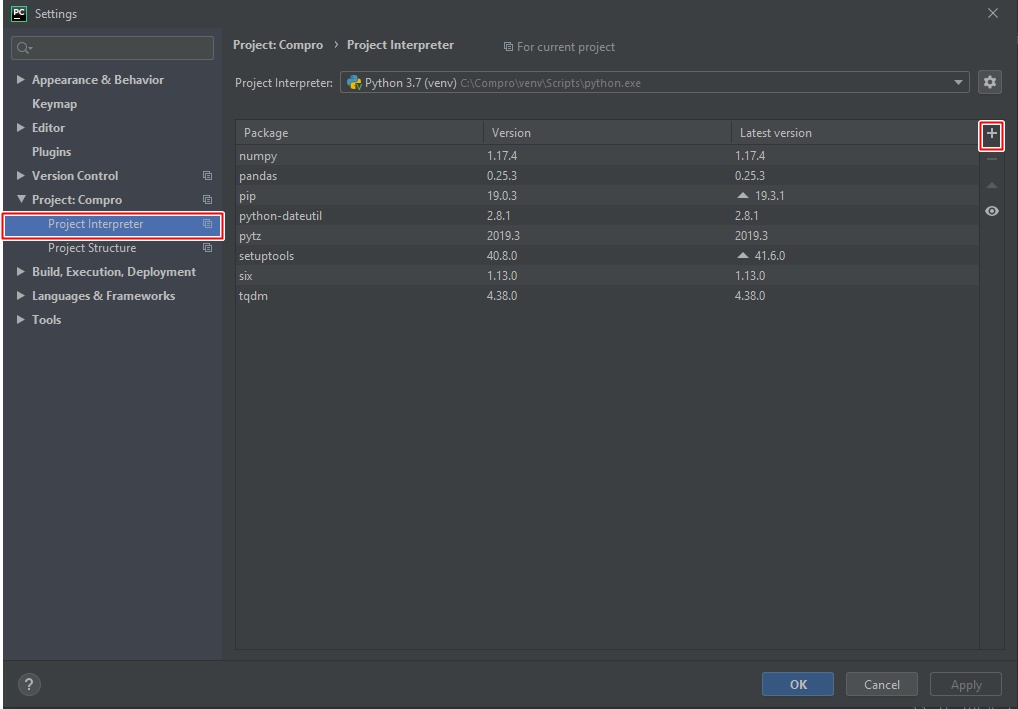 PC Settings
Project: Compro › Project Interpreter For current project
Appearance & Behavior
Keymap
Editor
Plugins
Version Control
Project: Compro
Project Interpreter
Project Structure
Build, Execution, Deployment
Languages & Frameworks
Tools
Project Interpreter: Python 3.7 (venv) C:\Compro\venv\Scripts\python.exe
Package Version Latest version
numpy 1.17.4 1.17.4
pandas 0.25.3 0.25.3
pip 19.0.3 19.3.1
python-dateutil 2.8.1 2.8.1
pytz 2019.3 2019.3
setuptools 40.8.0 41.6.0
six 1.13.0 1.13.0
tqdm 4.38.0 4.38.0
? OK Cancel Apply